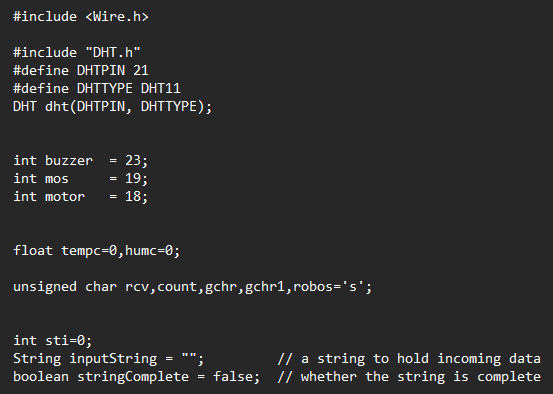 #include <Wire.h>
#include "DHT.h"
#define DHTPIN 21
#define DHTTYPE DHT11
DHT dht(DHTPIN, DHTTYPE);
int buzzer  = 23;
int mos     = 19;
int motor   = 18;
float tempc=0,humc=0;
unsigned char rcv,count,gchr,gchr1,robos='s';
int sti=0;
String inputString = "";         // a string to hold incoming data
boolean stringComplete = false;  // whether the string is complete